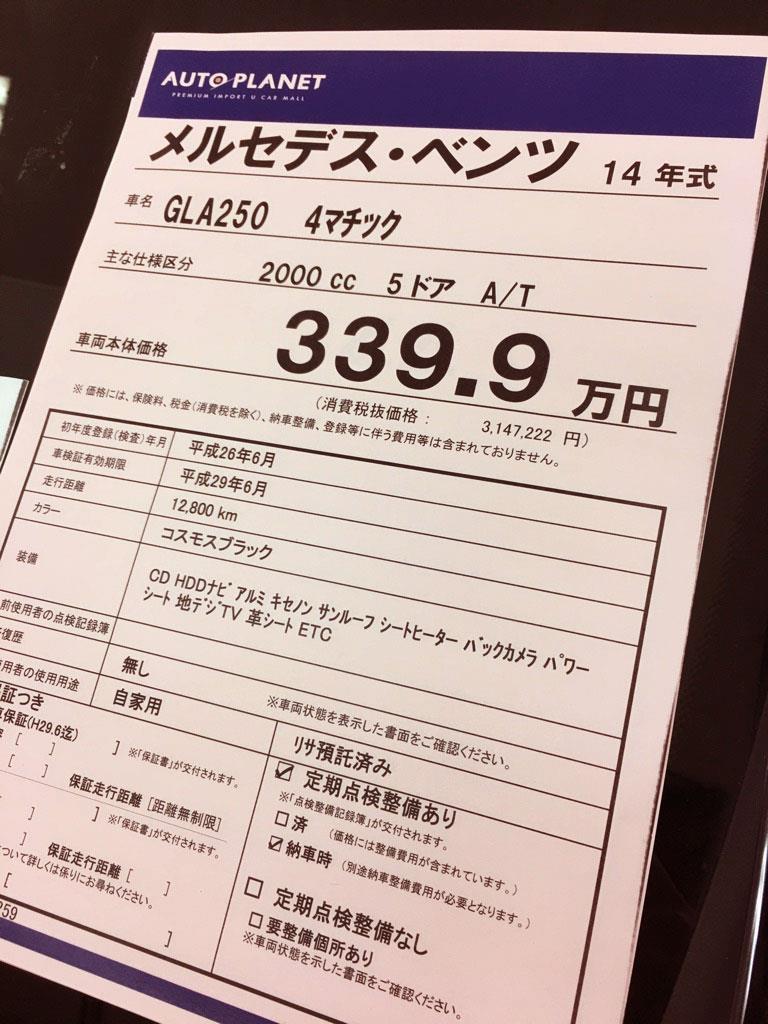 AUTO PLANET
PREMIUM IMPORT U CAR MALL
メルセデス・ベンツ 14 年式
車名 GLA250 4マチック
主な仕様区分 2000 cc 5ドア A/T
車両本体価格 339.9 万円
(消費税抜価格： 3,147,222 円)
※ 価格には、保険料、税金(消費税を除く)、納車整備、登録等に伴う費用等は含まれておりません。
初年度登録(検査)年月 平成26年6月
車検証有効期限 平成29年6月
走行距離 12,800 km
カラー コスモスブラック
装備 CD HDDナビ アルミ キセノン サンルーフ シートヒーター バックカメラ パワー
シート 地デジTV 革シート ETC
前使用者の点検記録簿
復歴 無し
用者の使用用途 自家用
※車両状態を表示した書面をご確認ください。
証つき
保証(H29.6迄)
[ ] ] ※「保証書」が交付されます。
[ ] 保証走行距離 [距離無制限]
] ] ※「保証書」が交付されます。
] 保証走行距離 [ ]
ついて詳しくは係りにお尋ねください。
[ ]
259
リサ預託済み
☑ 定期点検整備あり
※「点検整備記録簿」が交付されます。
□ 済 (価格には整備費用が含まれています。)
☑ 納車時 (別途納車整備費用が必要となります。)
□ 定期点検整備なし
□ 要整備個所あり
※車両状態を示した書面をご確認ください。